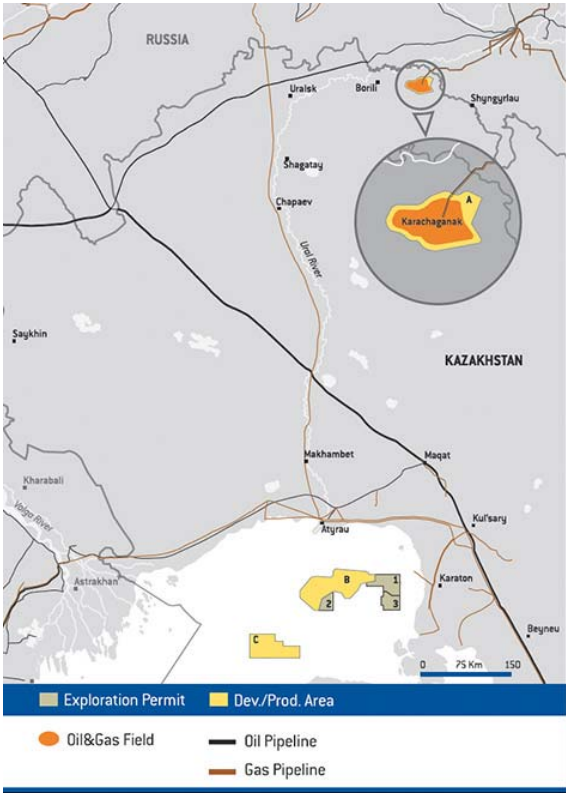 RUSSIA
Uralsk
Borili
Shyngyrlau
Shagatay
Chapaev
A
Karachaganak
Urol River
Saykhin
KAZAKHSTAN
Makhambet
Maqat
Kharabali
Volga River
Atyrau
Kul'sary
Astrakhan
B
1
2
3
Karaton
C
Beyneu
0 75 Km 150
Exploration Permit Dev./Prod. Area
Oil&Gas Field Oil Pipeline
Gas Pipeline